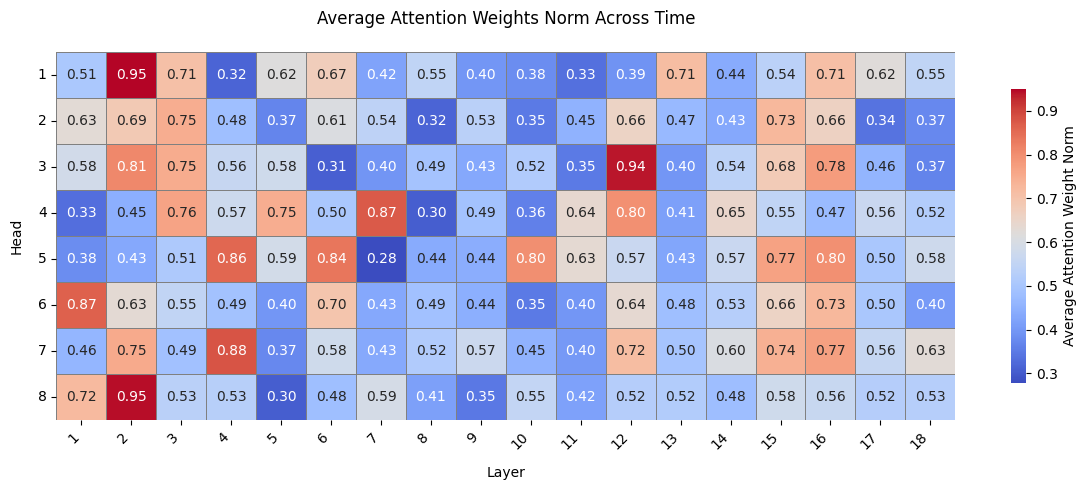 Average Attention Weights Norm Across Time
1 0.51 0.95 0.71 0.32 0.62 0.67 0.42 0.55 0.40 0.38 0.33 0.39 0.71 0.44 0.54 0.71 0.62 0.55
2 0.63 0.69 0.75 0.48 0.37 0.61 0.54 0.32 0.53 0.35 0.45 0.66 0.47 0.43 0.73 0.66 0.34 0.37
3 0.58 0.81 0.75 0.56 0.58 0.31 0.40 0.49 0.43 0.52 0.35 0.94 0.40 0.54 0.68 0.78 0.46 0.37
4 0.33 0.45 0.76 0.57 0.75 0.50 0.87 0.30 0.49 0.36 0.64 0.80 0.41 0.65 0.55 0.47 0.56 0.52
5 0.38 0.43 0.51 0.86 0.59 0.84 0.28 0.44 0.44 0.80 0.63 0.57 0.43 0.57 0.77 0.80 0.50 0.58
6 0.87 0.63 0.55 0.49 0.40 0.70 0.43 0.49 0.44 0.35 0.40 0.64 0.48 0.53 0.66 0.73 0.50 0.40
7 0.46 0.75 0.49 0.88 0.37 0.58 0.43 0.52 0.57 0.45 0.40 0.72 0.50 0.60 0.74 0.77 0.56 0.63
8 0.72 0.95 0.53 0.53 0.30 0.48 0.59 0.41 0.35 0.55 0.42 0.52 0.52 0.48 0.58 0.56 0.52 0.53
Head
1 2 3 4 5 6 7 8 9 10 11 12 13 14 15 16 17 18
Layer
0.9
0.8
0.7
0.6
0.5
0.4
0.3
Average Attention Weight Norm